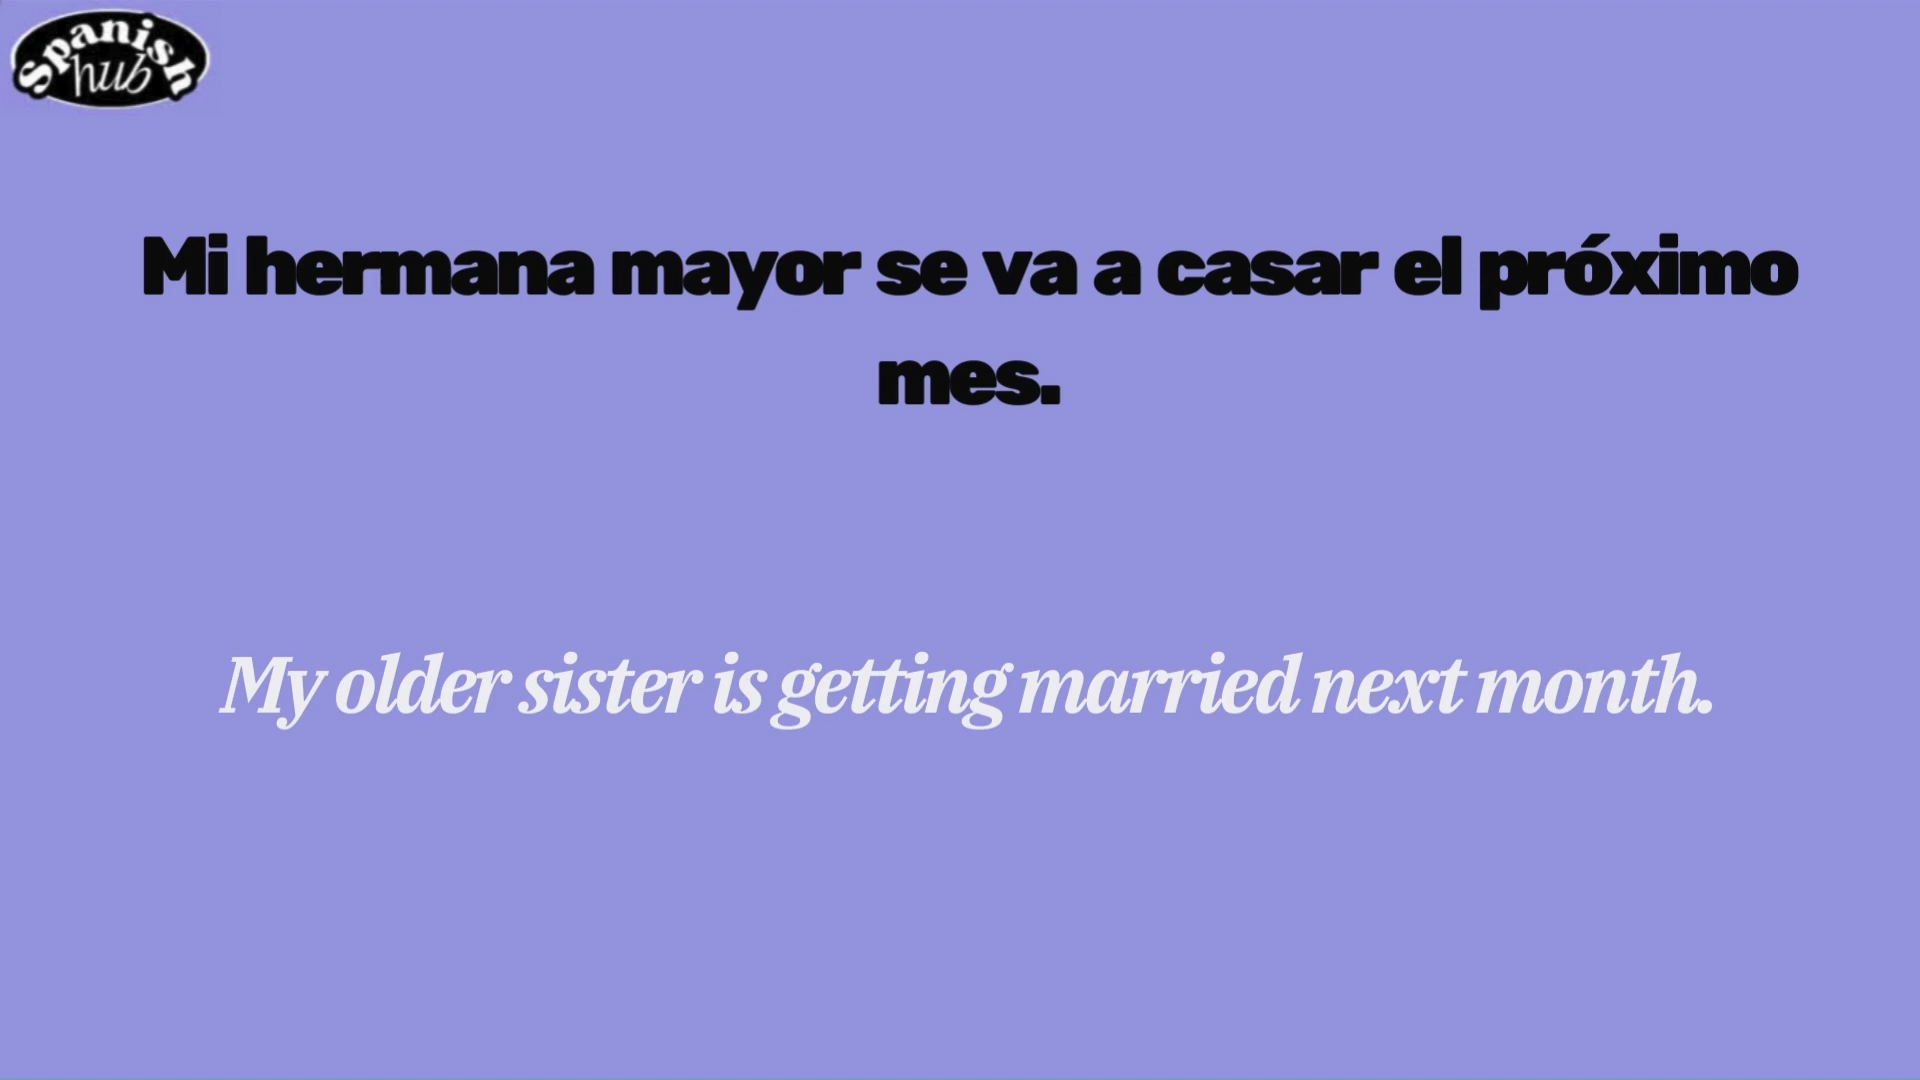 Spanish
hub
Mi hermana mayor se va a casar el próximo
mes.
My older sister is getting married next month.